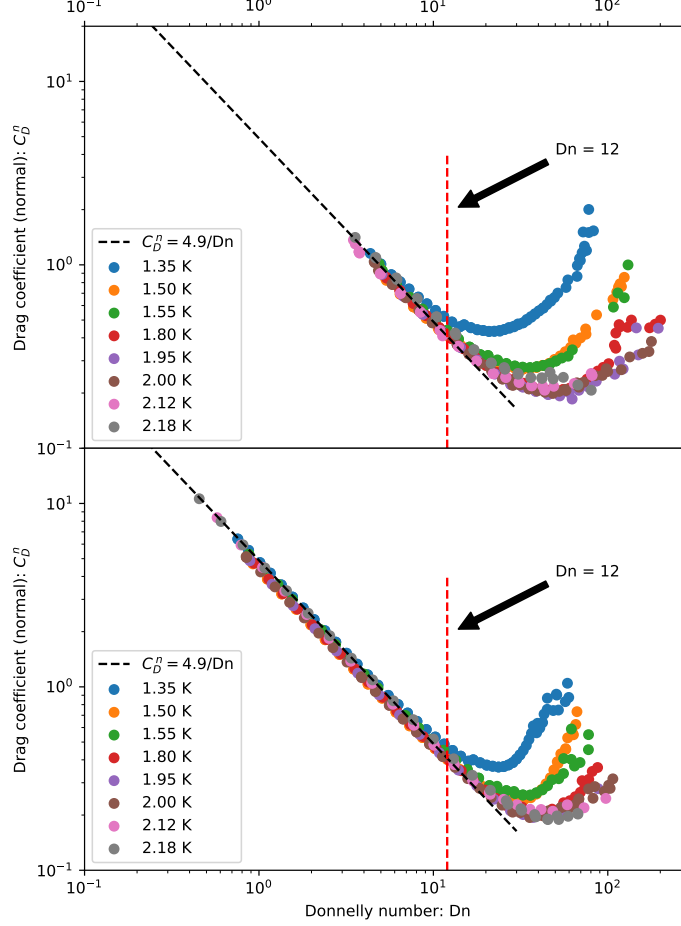 10^-1
10^0
10^1
10^2
10^1
Dn = 12
Drag coefficient (normal): C_D^n
10^0
C_D^n = 4.9/Dn
1.35 K
1.50 K
1.55 K
1.80 K
1.95 K
2.00 K
2.12 K
2.18 K
10^-1
10^1
Dn = 12
Drag coefficient (normal): C_D^n
10^0
C_D^n = 4.9/Dn
1.35 K
1.50 K
1.55 K
1.80 K
1.95 K
2.00 K
2.12 K
2.18 K
10^-1
10^-1
10^0
10^1
10^2
Donnelly number: Dn